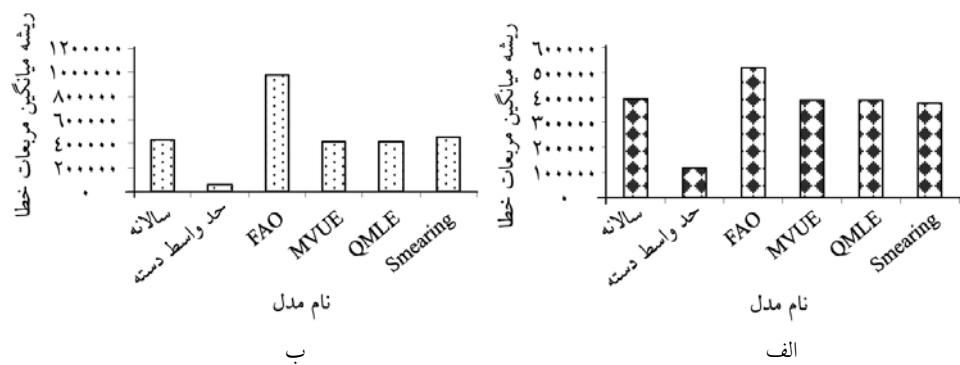 ریشه میانگین مربعات خطا
۶۰۰۰۰۰
۵۰۰۰۰۰
۴۰۰۰۰۰
۳۰۰۰۰۰
۲۰۰۰۰۰
۱۰۰۰۰۰
۰
سالانه
حد واسط دسته
FAO
MVUE
QMLE
Smearing
نام مدل
الف
ریشه میانگین مربعات خطا
۱۲۰۰۰۰۰
۱۰۰۰۰۰۰
۸۰۰۰۰۰
۶۰۰۰۰۰
۴۰۰۰۰۰
۲۰۰۰۰۰
۰
سالانه
حد واسط دسته
FAO
MVUE
QMLE
Smearing
نام مدل
ب